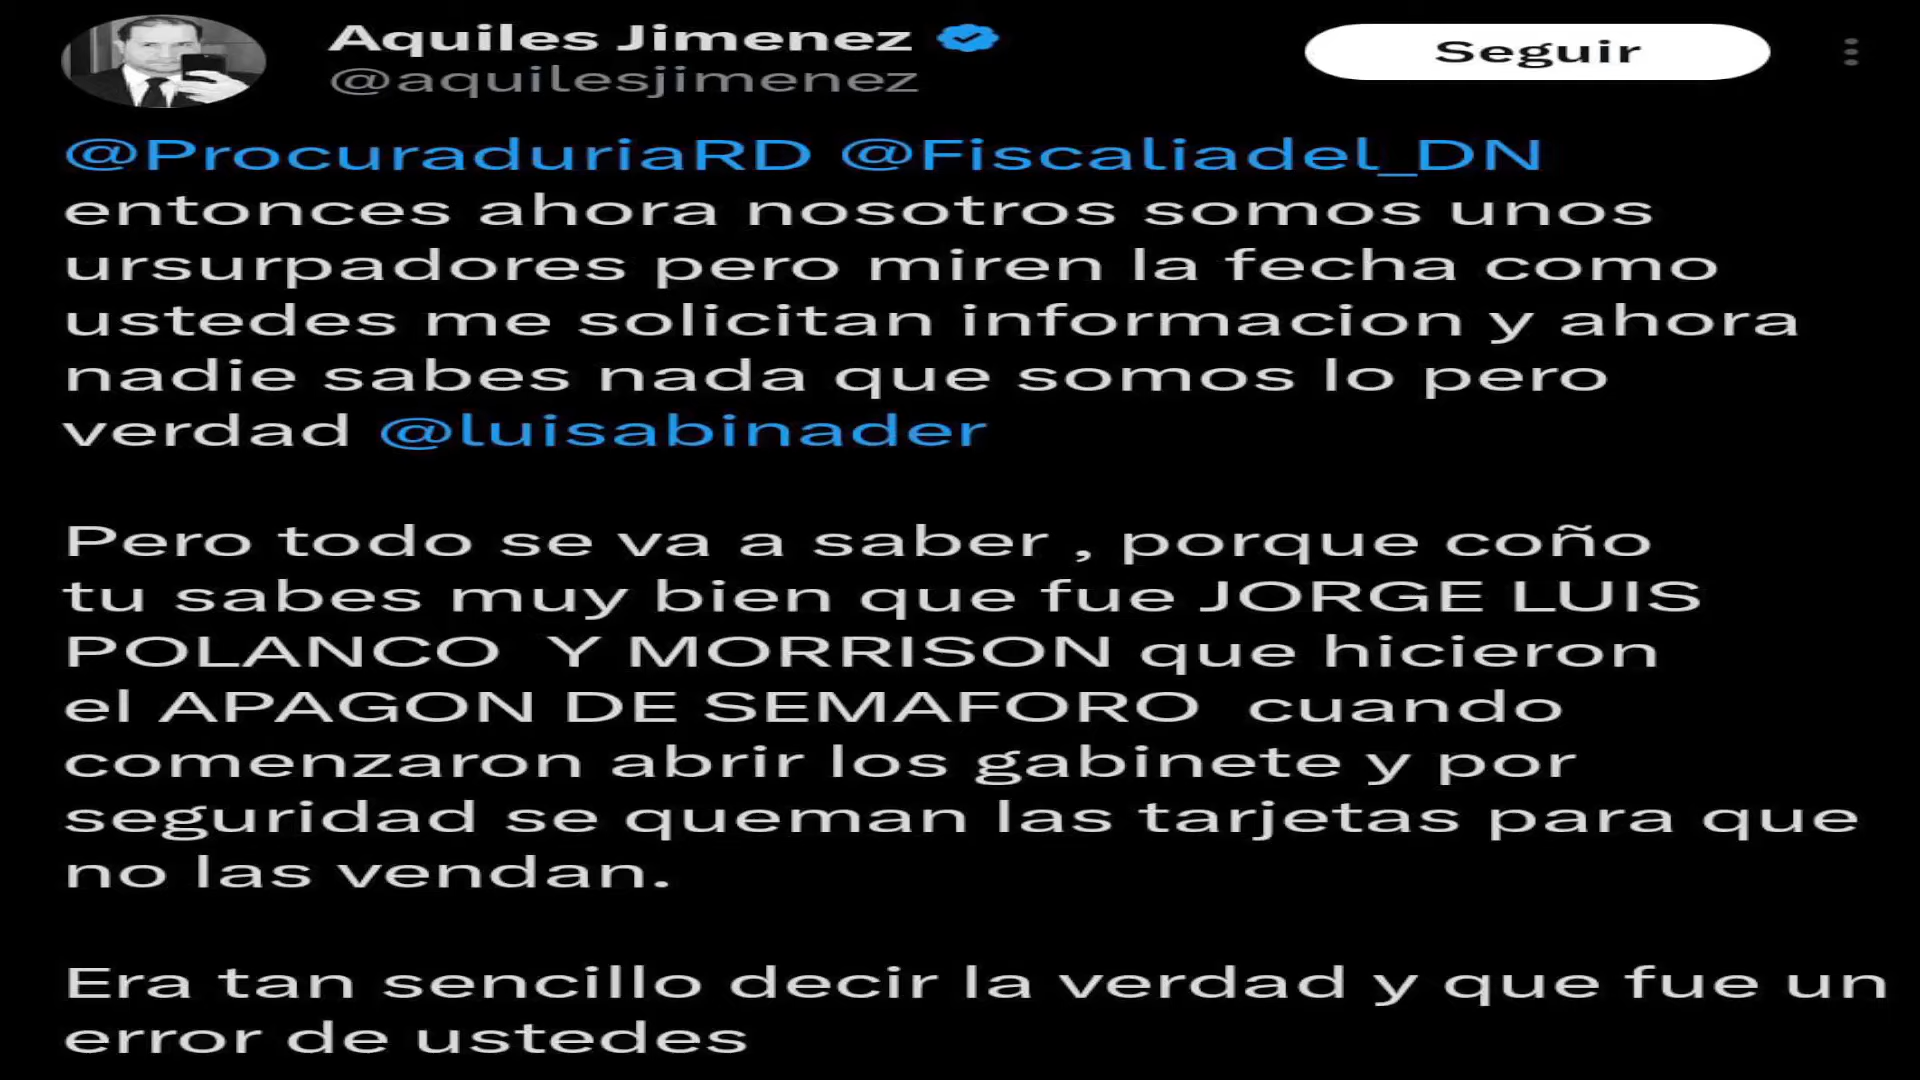 Aquiles Jimenez
@aquilesjimenez
Seguir
@ProcuraduriaRD @Fiscaliadel_DN
entonces ahora nosotros somos unos
ursurpadores pero miren la fecha como
ustedes me solicitan informacion y ahora
nadie sabes nada que somos lo pero
verdad @luisabinader
Pero todo se va a saber , porque coño
tu sabes muy bien que fue JORGE LUIS
POLANCO  Y MORRISON que hicieron
el APAGON DE SEMAFORO  cuando
comenzaron abrir los gabinete y por
seguridad se queman las tarjetas para que
no las vendan.
Era tan sencillo decir la verdad y que fue un
error de ustedes